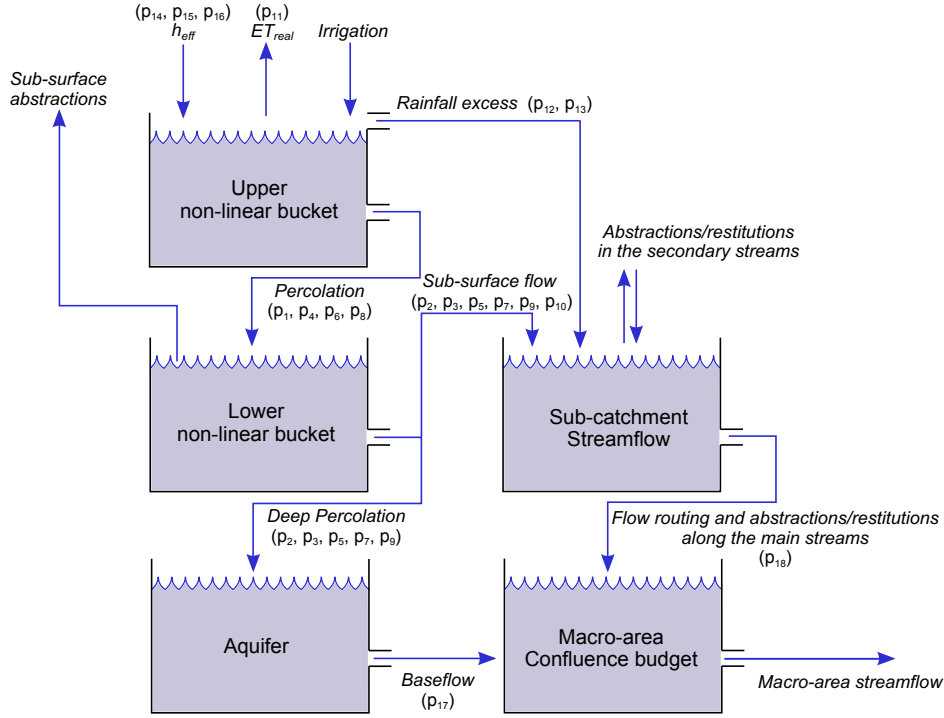 (p₁₄, p₁₅, p₁₆)
h_eff
(p₁₁)
ET_real
Irrigation
Sub-surface
abstractions
Rainfall excess (p₁₂, p₁₃)
Upper
non-linear bucket
Abstractions/restitutions
in the secondary streams
Percolation
(p₁, p₄, p₆, p₈)
Sub-surface flow
(p₂, p₃, p₅, p₇, p₉, p₁₀)
Lower
non-linear bucket
Sub-catchment
Streamflow
Deep Percolation
(p₂, p₃, p₅, p₇, p₉)
Flow routing and abstractions/restitutions
along the main streams
(p₁₈)
Aquifer
Macro-area
Confluence budget
Baseflow
(p₁₇)
Macro-area streamflow